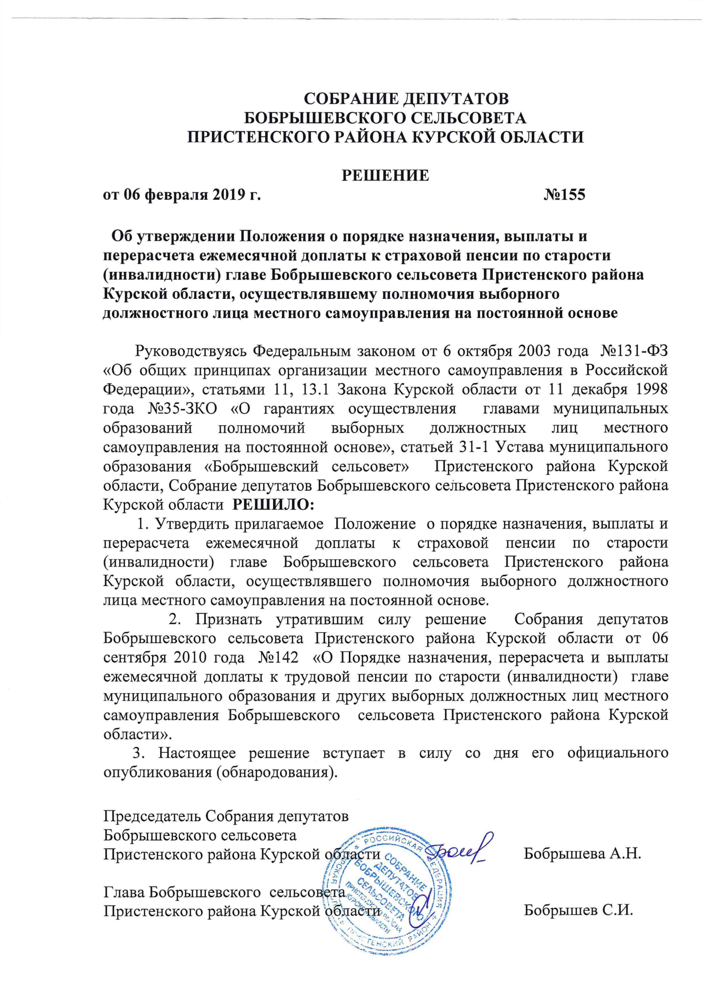 СОБРАНИЕ ДЕПУТАТОВ
БОБРЫШЕВСКОГО СЕЛЬСОВЕТА
ПРИСТЕНСКОГО РАЙОНА КУРСКОЙ ОБЛАСТИ
РЕШЕНИЕ
от 06 февраля 2019 г. №155
Об утверждении Положения о порядке назначения, выплаты и
перерасчета ежемесячной доплаты к страховой пенсии по старости
(инвалидности) главе Бобрышевского сельсовета Пристенского района
Курской области, осуществлявшему полномочия выборного
должностного лица местного самоуправления на постоянной основе
Руководствуясь Федеральным законом от 6 октября 2003 года №131-ФЗ
«Об общих принципах организации местного самоуправления в Российской
Федерации», статьями 11, 13.1 Закона Курской области от 11 декабря 1998
года №35-ЗКО «О гарантиях осуществления главами муниципальных
образований полномочий выборных должностных лиц местного
самоуправления на постоянной основе», статьей 31-1 Устава муниципального
образования «Бобрышевский сельсовет» Пристенского района Курской
области, Собрание депутатов Бобрышевского сельсовета Пристенского района
Курской области РЕШИЛО:
1. Утвердить прилагаемое Положение о порядке назначения, выплаты и
перерасчета ежемесячной доплаты к страховой пенсии по старости
(инвалидности) главе Бобрышевского сельсовета Пристенского района
Курской области, осуществлявшего полномочия выборного должностного
лица местного самоуправления на постоянной основе.
2. Признать утратившим силу решение Собрания депутатов
Бобрышевского сельсовета Пристенского района Курской области от 06
сентября 2010 года №142 «О Порядке назначения, перерасчета и выплаты
ежемесячной доплаты к трудовой пенсии по старости (инвалидности) главе
муниципального образования и других выборных должностных лиц местного
самоуправления Бобрышевского сельсовета Пристенского района Курской
области».
3. Настоящее решение вступает в силу со дня его официального
опубликования (обнародования).
Председатель Собрания депутатов
Бобрышевского сельсовета
Пристенского района Курской области Бобрышева А.Н.
Глава Бобрышевского сельсовета
Пристенского района Курской области Бобрышев С.И.
РОССИЙСКАЯ ФЕДЕРАЦИЯ * ПРИСТЕНСКИЙ РАЙОН * КУРСКАЯ ОБЛАСТЬ
СОБРАНИЕ
ДЕПУТАТОВ
БОБРЫШЕВСКОГО
СЕЛЬСОВЕТА
ПРИСТЕНСКОГО РАЙОНА
КУРСКОЙ ОБЛАСТИ